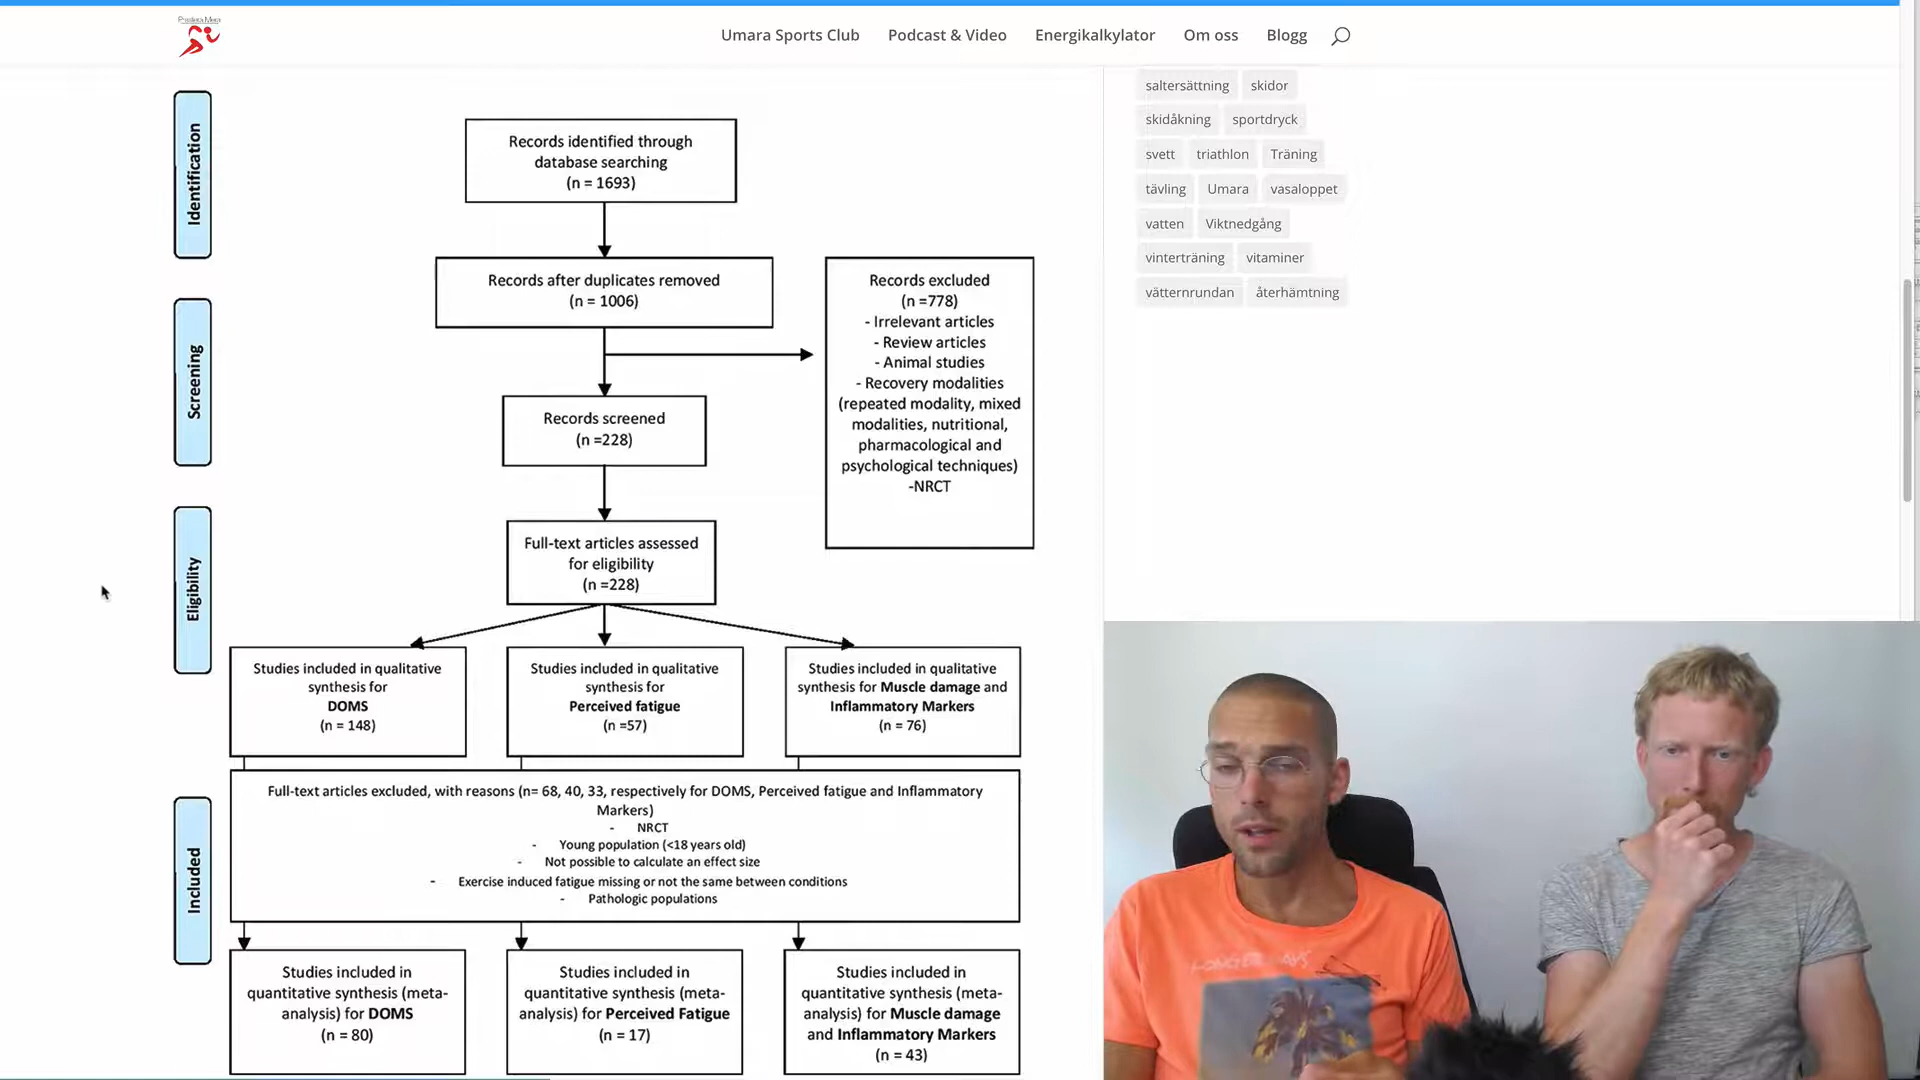 Umara Sports Club Podcast & Video Energikalkylator Om oss Blogg
Identification
Records identified through
database searching
(n = 1693)
Records after duplicates removed
(n = 1006)
Records excluded
(n =778)
- Irrelevant articles
- Review articles
- Animal studies
- Recovery modalities
(repeated modality, mixed
modalities, nutritional,
pharmacological and
psychological techniques)
-NRCT
Screening
Records screened
(n =228)
Eligibility
Full-text articles assessed
for eligibility
(n =228)
Studies included in qualitative
synthesis for
DOMS
(n = 148)
Studies included in qualitative
synthesis for
Perceived fatigue
(n =57)
Studies included in qualitative
synthesis for Muscle damage and
Inflammatory Markers
(n = 76)
Included
Full-text articles excluded, with reasons (n= 68, 40, 33, respectively for DOMS, Perceived fatigue and Inflammatory
Markers)
- NRCT
- Young population (<18 years old)
- Not possible to calculate an effect size
- Exercise induced fatigue missing or not the same between conditions
- Pathologic populations
Studies included in
quantitative synthesis (meta-
analysis) for DOMS
(n = 80)
Studies included in
quantitative synthesis (meta-
analysis) for Perceived Fatigue
(n = 17)
Studies included in
quantitative synthesis (meta-
analysis) for Muscle damage
and Inflammatory Markers
(n = 43)
saltersättning skidor
skidåkning sportdryck
svett triathlon Träning
tävling Umara vasaloppet
vatten Viktnedgång
vinterträning vitaminer
vätternrundan återhämtning